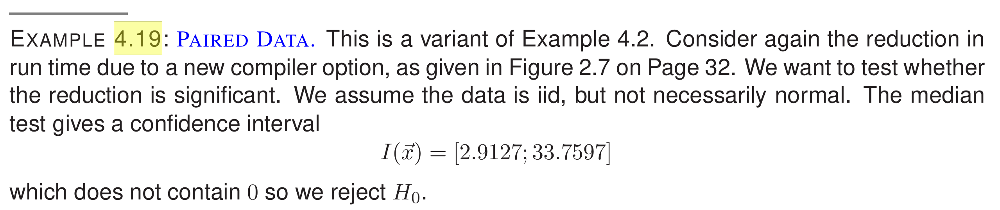 EXAMPLE 4.19: PAIRED DATA. This is a variant of Example 4.2. Consider again the reduction in
run time due to a new compiler option, as given in Figure 2.7 on Page 32. We want to test whether
the reduction is significant. We assume the data is iid, but not necessarily normal. The median
test gives a confidence interval
I(x⃗) = [2.9127; 33.7597]
which does not contain 0 so we reject H₀.